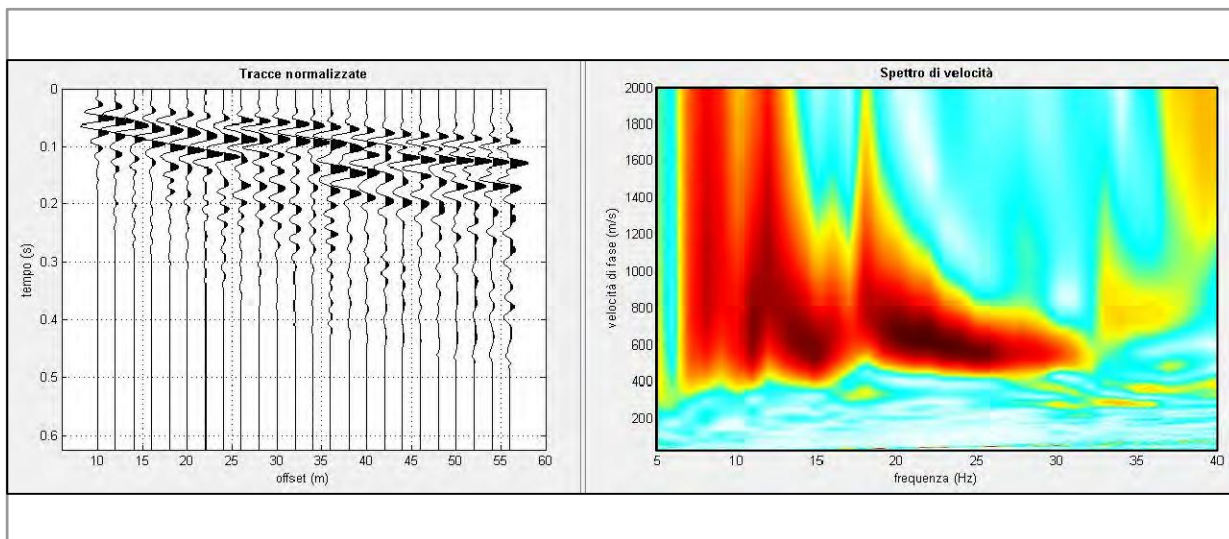 Tracce normalizzate
0
0.1
0.2
0.3
0.4
0.5
0.6
tempo (s)
10 15 20 25 30 35 40 45 50 55 60
offset (m)
Spettro di velocità
2000
1800
1600
1400
1200
1000
800
600
400
200
velocità di fase (m/s)
5 10 15 20 25 30 35 40
frequenza (Hz)